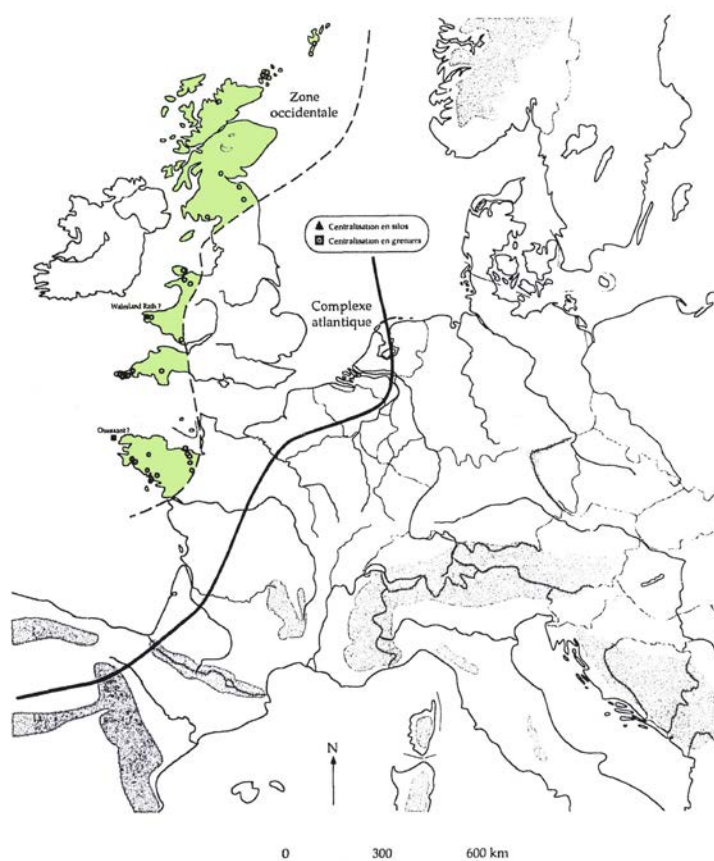 Zone
occidentale
Centralisation en silos
Centralisation en greniers
Complexe
atlantique
Walesland Rath ?
Ouessant ?
N
0 300 600 km